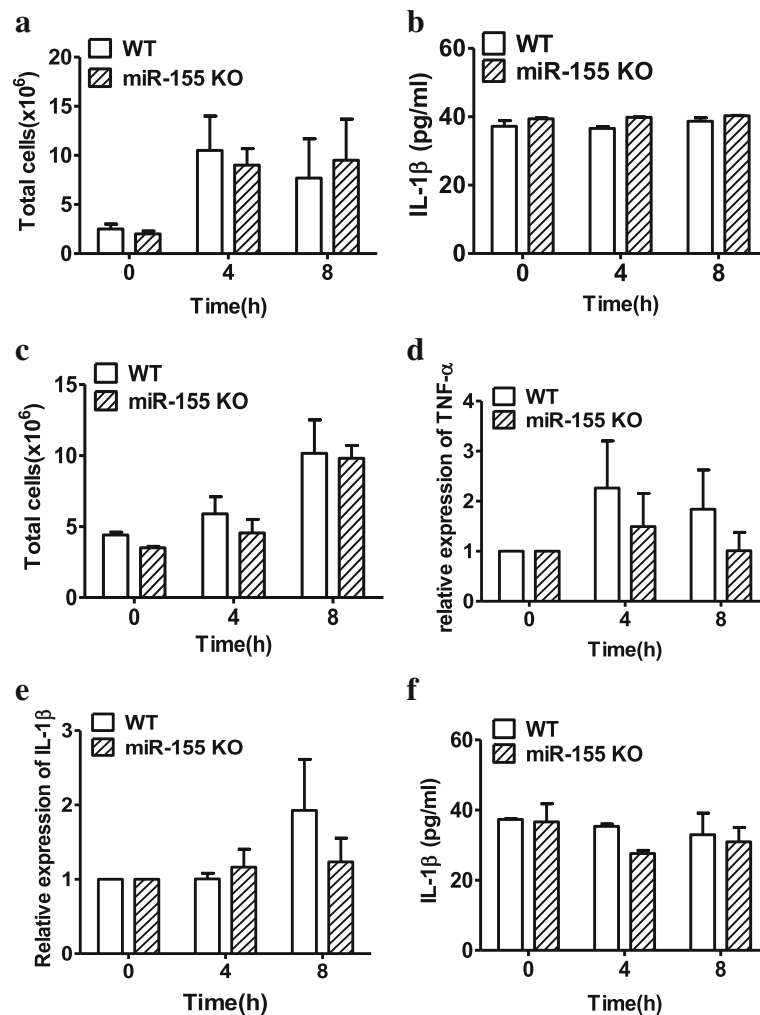 a
WT
miR-155 KO
Total cells(x10⁶)
20
15
10
5
0
0 4 8
Time(h)
b
WT
miR-155 KO
IL-1β (pg/ml)
60
40
20
0
0 4 8
Time(h)
c
WT
miR-155 KO
Total cells(x10⁶)
15
10
5
0
0 4 8
Time(h)
d
WT
miR-155 KO
relative expression of TNF-α
4
3
2
1
0
0 4 8
Time(h)
e
WT
miR-155 KO
Relative expression of IL-1β
3
2
1
0
0 4 8
Time(h)
f
WT
miR-155 KO
IL-1β (pg/ml)
60
40
20
0
0 4 8
Time(h)